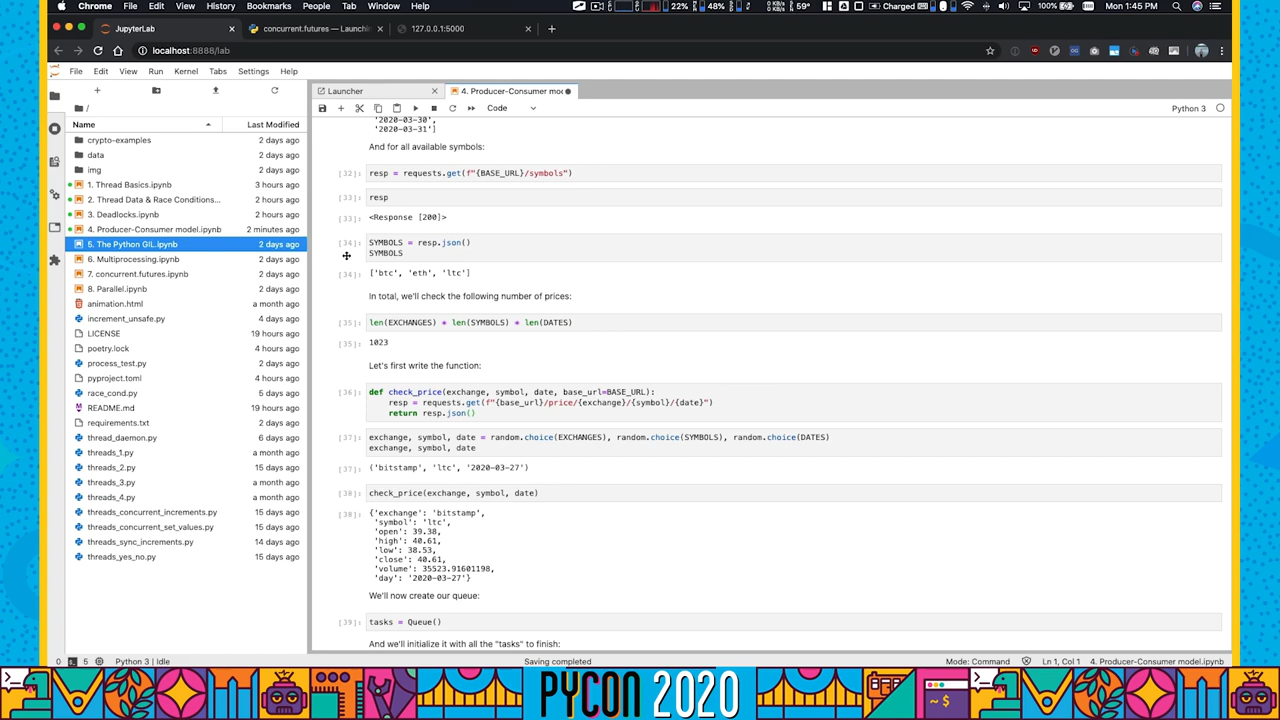 Chrome File Edit View History Bookmarks People Tab Window Help 22% 48% 59° Charged 100% Mon 1:45 PM
JupyterLab concurrent.futures — Launchin 127.0.0.1:5000
localhost:8888/lab
File Edit View Run Kernel Tabs Settings Help
Launcher 4. Producer-Consumer mod
Code Python 3
/
Name Last Modified
crypto-examples 2 days ago
data 2 days ago
img 2 days ago
1. Thread Basics.ipynb 3 hours ago
2. Thread Data & Race Conditions... 2 hours ago
3. Deadlocks.ipynb 2 hours ago
4. Producer-Consumer model.ipynb 2 minutes ago
5. The Python GIL.ipynb 2 days ago
6. Multiprocessing.ipynb 2 days ago
7. concurrent.futures.ipynb 2 days ago
8. Parallel.ipynb 2 days ago
animation.html a month ago
increment_unsafe.py 4 days ago
LICENSE 19 hours ago
poetry.lock 4 hours ago
process_test.py 2 days ago
pyproject.toml 4 hours ago
race_cond.py 5 days ago
README.md 19 hours ago
requirements.txt 2 days ago
thread_daemon.py 6 days ago
threads_1.py a month ago
threads_2.py 15 days ago
threads_3.py a month ago
threads_4.py a month ago
threads_concurrent_increments.py 15 days ago
threads_concurrent_set_values.py 15 days ago
threads_sync_increments.py 15 days ago
threads_yes_no.py 15 days ago
'2020-03-30',
'2020-03-31']
And for all available symbols:
[32]: resp = requests.get(f"{BASE_URL}/symbols")
[33]: resp
[33]: <Response [200]>
[34]: SYMBOLS = resp.json()
SYMBOLS
[34]: ['btc', 'eth', 'ltc']
In total, we'll check the following number of prices:
[35]: len(EXCHANGES) * len(SYMBOLS) * len(DATES)
[35]: 1023
Let's first write the function:
[36]: def check_price(exchange, symbol, date, base_url=BASE_URL):
resp = requests.get(f"{base_url}/price/{exchange}/{symbol}/{date}")
return resp.json()
[37]: exchange, symbol, date = random.choice(EXCHANGES), random.choice(SYMBOLS), random.choice(DATES)
exchange, symbol, date
[37]: ('bitstamp', 'ltc', '2020-03-27')
[38]: check_price(exchange, symbol, date)
[38]: {'exchange': 'bitstamp',
'symbol': 'ltc',
'open': 39.38,
'high': 40.61,
'low': 38.53,
'close': 40.61,
'volume': 35523.91601198,
'day': '2020-03-27'}
We'll now create our queue:
[39]: tasks = Queue()
And we'll initialize it with all the "tasks" to finish:
0 5 Python 3 | Idle Saving completed Mode: Command Ln 1, Col 1 4. Producer-Consumer model.ipynb
PYCON 2020
~$